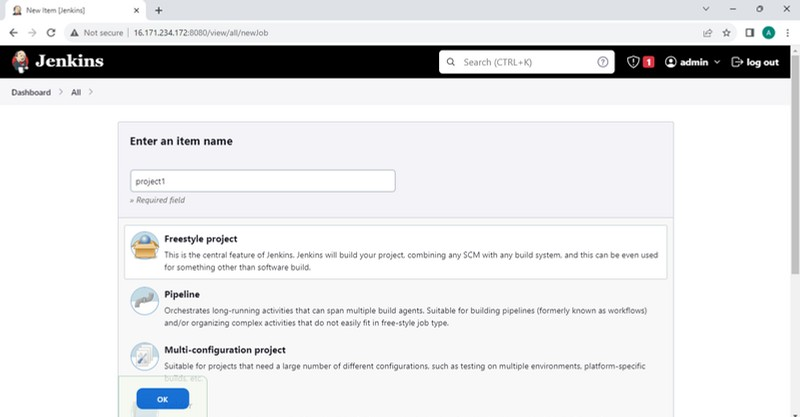 New Item [Jenkins]
Not secure
16.171.234.172:8080/view/all/newJob
A
Jenkins
Search (CTRL+K)
1
admin
log out
Dashboard
All
Enter an item name
project1
» Required field
Freestyle project
This is the central feature of Jenkins. Jenkins will build your project, combining any SCM with any build system, and this can be even used
for something other than software build.
Pipeline
Orchestrates long-running activities that can span multiple build agents. Suitable for building pipelines (formerly known as workflows)
and/or organizing complex activities that do not easily fit in free-style job type.
Multi-configuration project
Suitable for projects that need a large number of different configurations, such as testing on multiple environments, platform-specific
builds, etc.
OK